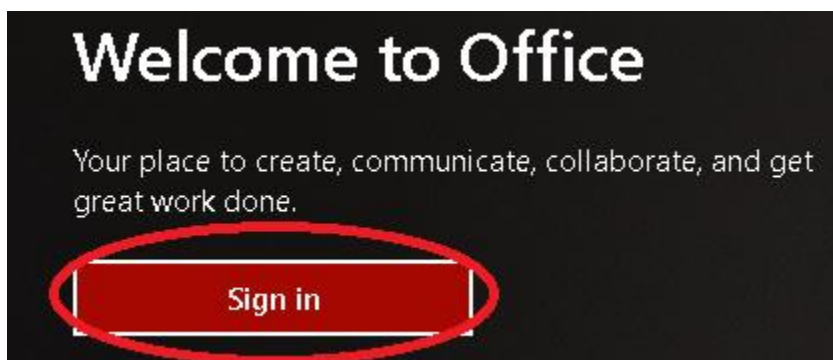 Welcome to Office
Your place to create, communicate, collaborate, and get
great work done.
Sign in